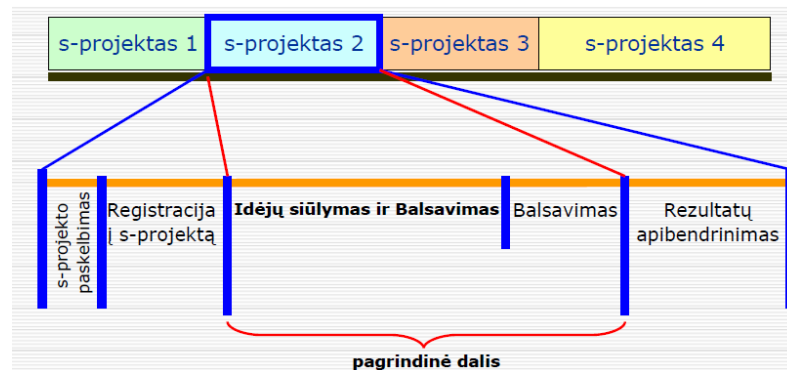 s-projektas 1
s-projektas 2
s-projektas 3
s-projektas 4
s-projekto
paskelbimas
Registracija
į s-projektą
Idėjų siūlymas ir Balsavimas
Balsavimas
Rezultatų
apibendrinimas
pagrindinė dalis